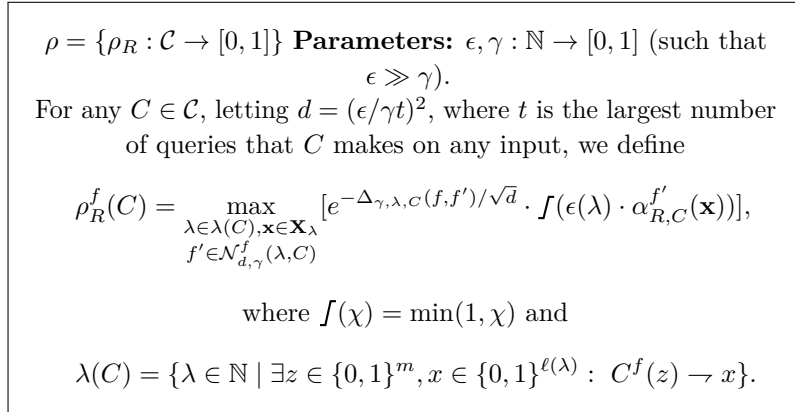 ρ = {ρ_R : 𝒞 → [0, 1]} Parameters: ϵ, γ : ℕ → [0, 1] (such that
ϵ ≫ γ).
For any C ∈ 𝒞, letting d = (ϵ/γt)², where t is the largest number
of queries that C makes on any input, we define
ρ_R^f(C) = max_{λ∈λ(C),𝐱∈𝐗_λ, f′∈𝒩_{d,γ}^f(λ,C)} [e^{−Δ_{γ,λ,C}(f,f′)/√d} · ʃ(ϵ(λ) · α_{R,C}^{f′}(𝐱))],
where ʃ(χ) = min(1, χ) and
λ(C) = {λ ∈ ℕ | ∃z ∈ {0, 1}^m, x ∈ {0, 1}^{ℓ(λ)} : C^f(z) ⇁ x}.